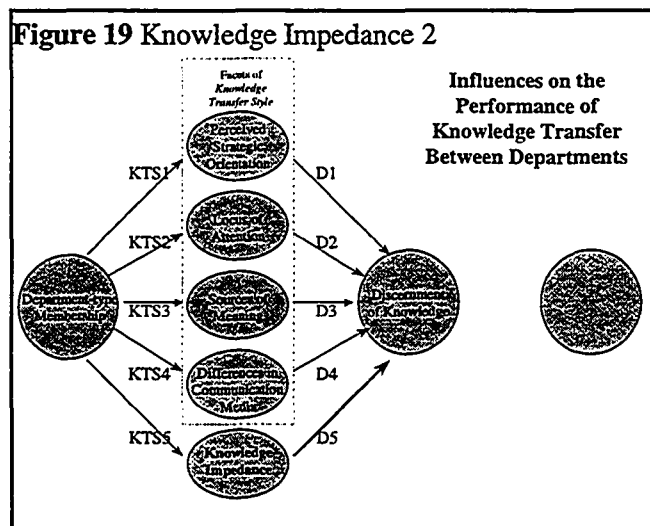 Figure 19 Knowledge Impedance 2
Facets of
Knowledge
Transfer Style
Influences on the
Performance of
Knowledge Transfer
Between Departments
Perceived
Strategic
Orientation
KTS1
D1
Locus of
Attention
KTS2
D2
Department-type
Membership
KTS3
Sources of
Meaning
D3
Discernment
of Knowledge
KTS4
Differences in
Communication
Media
D4
KTS5
Knowledge
Impedance
D5